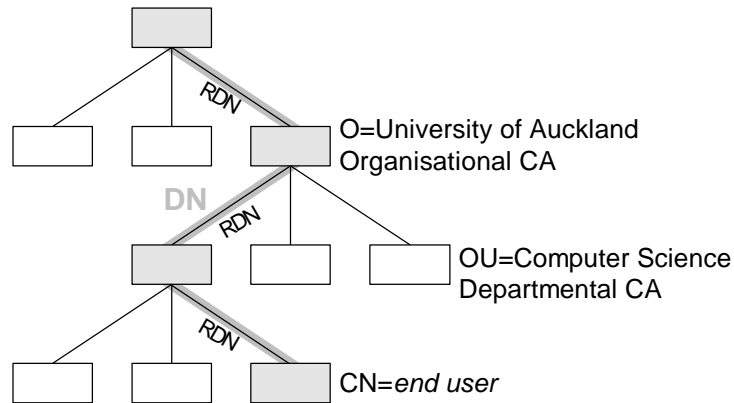 RDN
O=University of Auckland
Organisational CA
DN
RDN
OU=Computer Science
Departmental CA
RDN
CN=end user